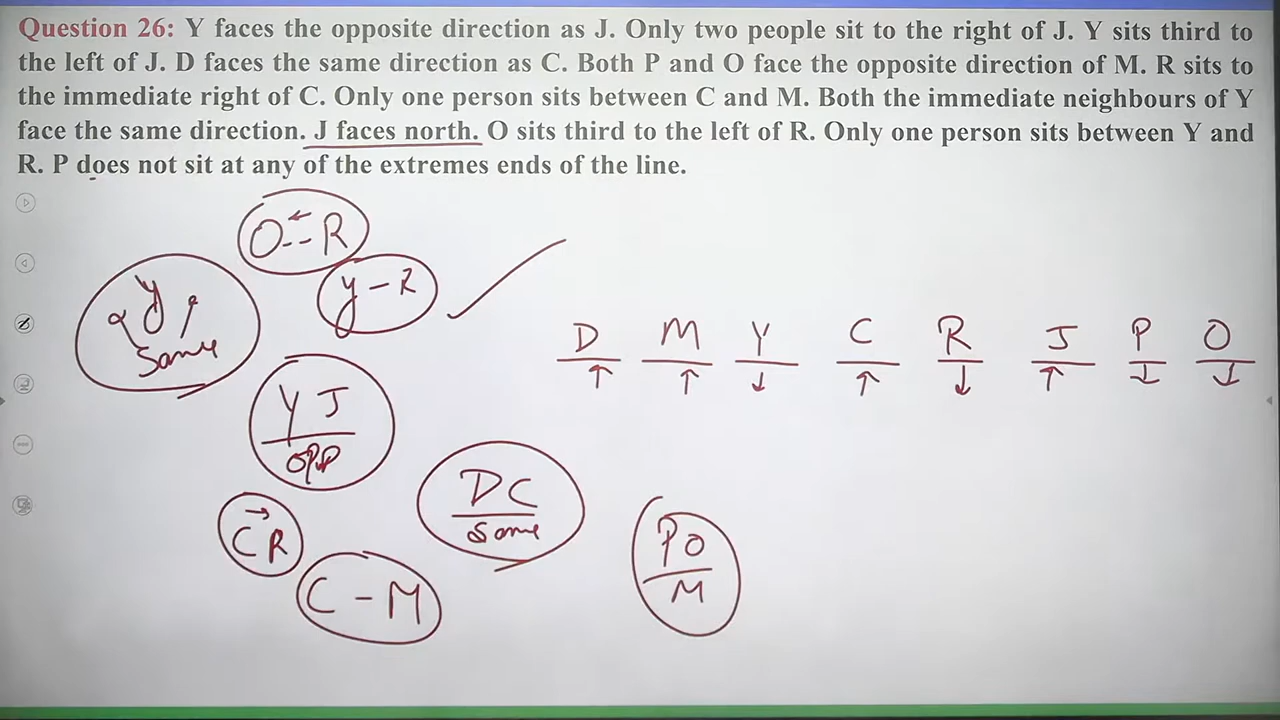 Question 26: Y faces the opposite direction as J. Only two people sit to the right of J. Y sits third to
the left of J. D faces the same direction as C. Both P and O face the opposite direction of M. R sits to
the immediate right of C. Only one person sits between C and M. Both the immediate neighbours of Y
face the same direction. J faces north. O sits third to the left of R. Only one person sits between Y and
R. P does not sit at any of the extremes ends of the line.
O -- R
y - R
Y
Same
D M Y C R J P O
↑ ↑ ↓ ↑ ↓ ↑ ↓ ↓
Y J
opp
D C
Same
C R
C - M
P O
M